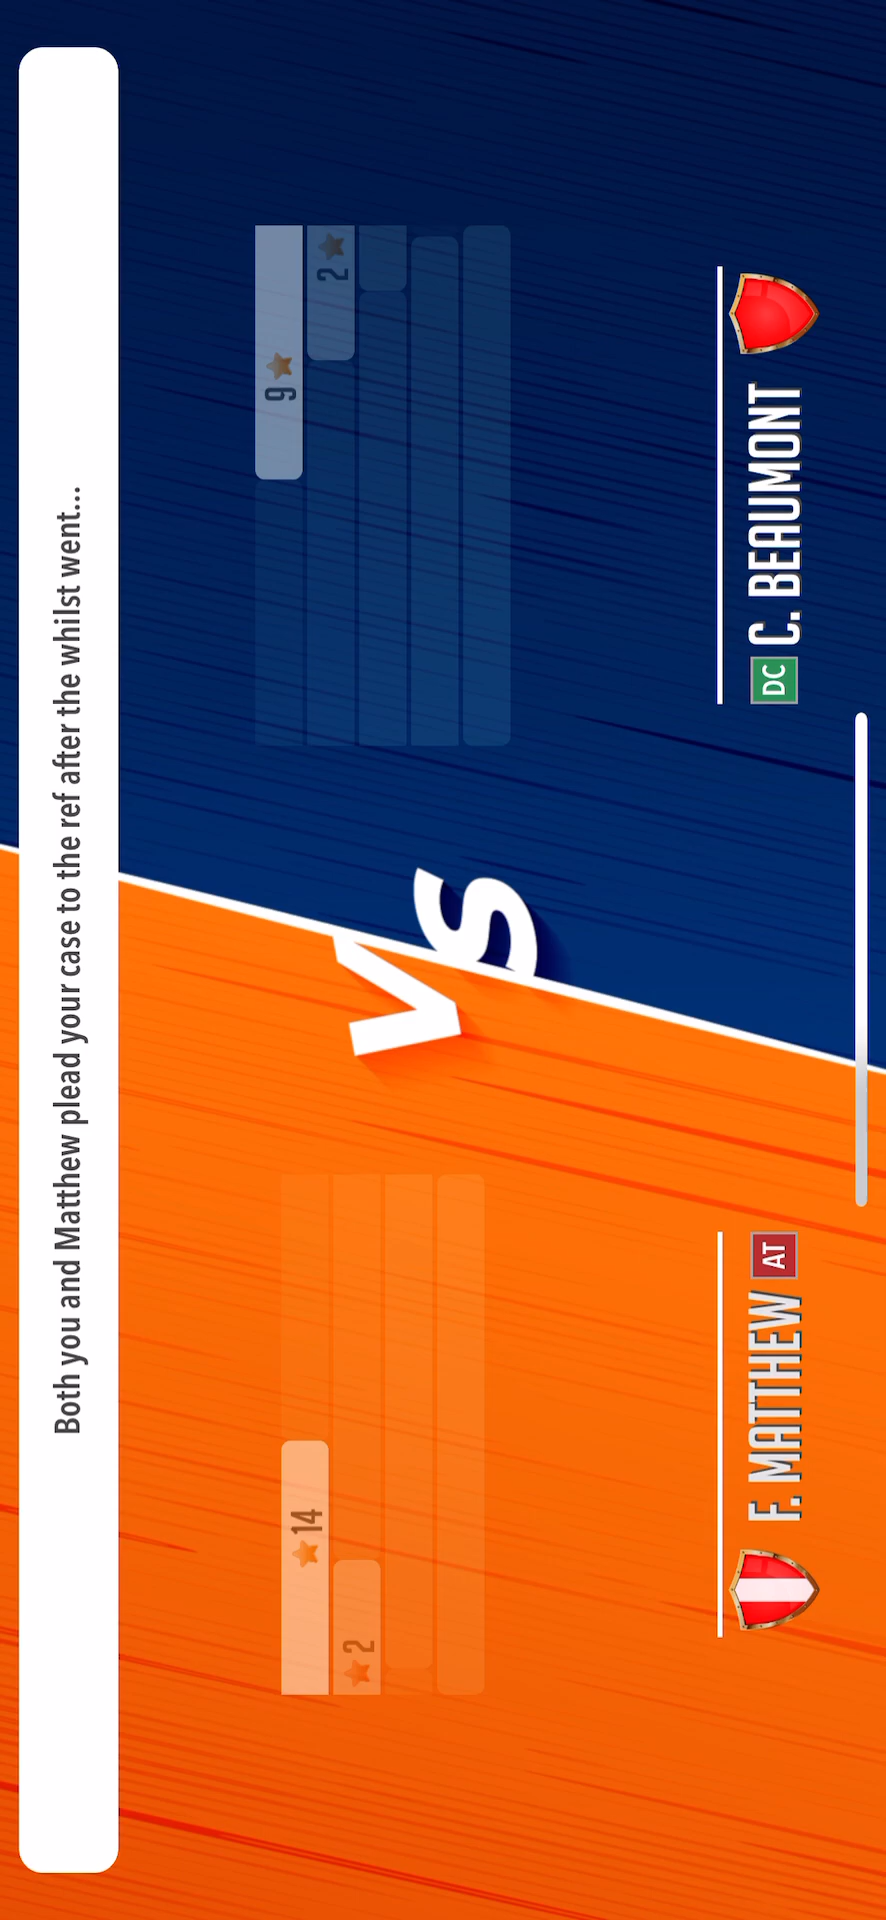 Both you and Matthew plead your case to the ref after the whilst went...
14
2
9
2
VS
F. MATTHEW AT
DC C. BEAUMONT